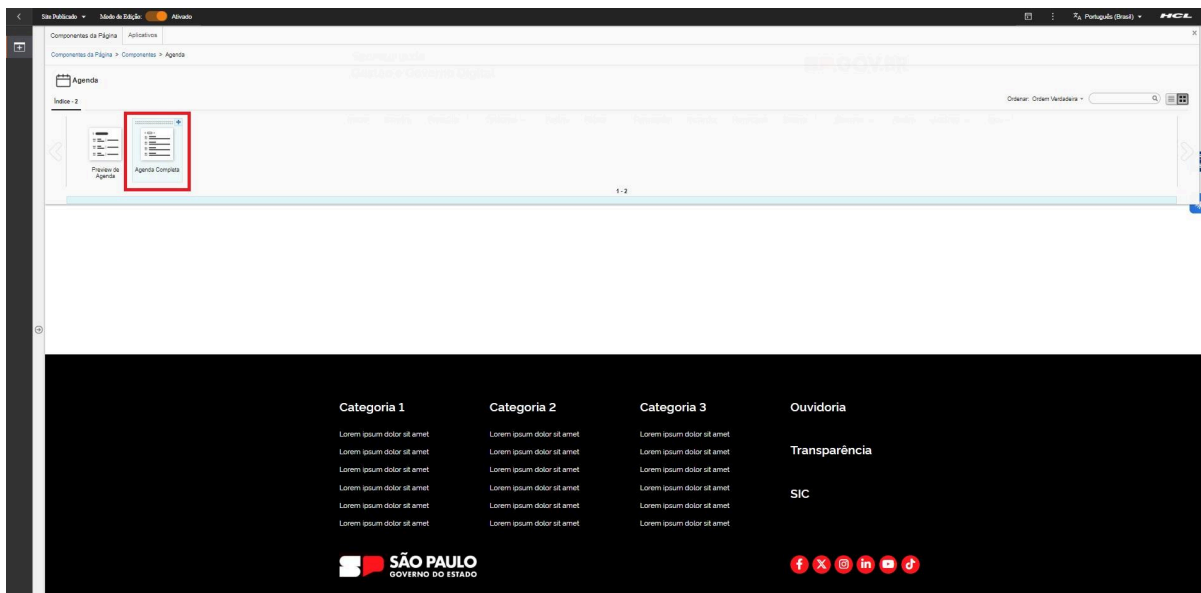 Site Publicado Modo de Edição: Ativado Português (Brasil) HCL
Componentes da Página Aplicativos
Componentes da Página > Componentes > Agenda
Agenda
Índice - 2 Ordenar: Ordem Verdadeira
Preview de Agenda Agenda Completa
1 - 2
Categoria 1 Categoria 2 Categoria 3 Ouvidoria
Lorem ipsum dolor sit amet Lorem ipsum dolor sit amet Lorem ipsum dolor sit amet
Lorem ipsum dolor sit amet Lorem ipsum dolor sit amet Lorem ipsum dolor sit amet Transparência
Lorem ipsum dolor sit amet Lorem ipsum dolor sit amet Lorem ipsum dolor sit amet
Lorem ipsum dolor sit amet Lorem ipsum dolor sit amet Lorem ipsum dolor sit amet SIC
Lorem ipsum dolor sit amet Lorem ipsum dolor sit amet Lorem ipsum dolor sit amet
Lorem ipsum dolor sit amet Lorem ipsum dolor sit amet Lorem ipsum dolor sit amet
SÃO PAULO
GOVERNO DO ESTADO